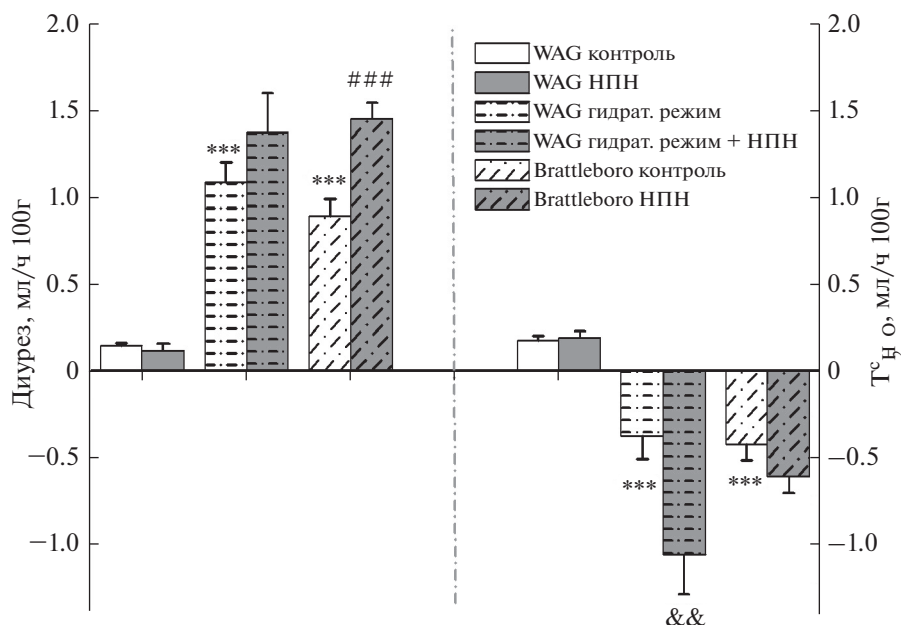 2.0
1.5
1.0
0.5
0
−0.5
−1.0
Диурез, мл/ч 100г
***
***
###
WAG контроль
WAG НПН
WAG гидрат. режим
WAG гидрат. режим + НПН
Brattleboro контроль
Brattleboro НПН
***
&&
***
2.0
1.5
1.0
0.5
0
−0.5
−1.0
, мл/ч 100г